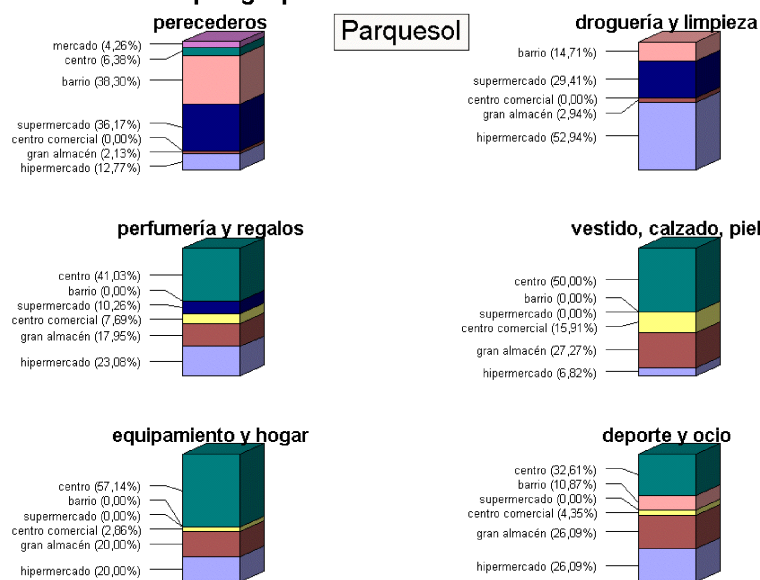 Parquesol
perecederos
mercado (4,26%)
centro (6,38%)
barrio (38,30%)
supermercado (36,17%)
centro comercial (0,00%)
gran almacén (2,13%)
hipermercado (12,77%)
droguería y limpieza
barrio (14,71%)
supermercado (29,41%)
centro comercial (0,00%)
gran almacén (2,94%)
hipermercado (52,94%)
perfumería y regalos
centro (41,03%)
barrio (0,00%)
supermercado (10,26%)
centro comercial (7,69%)
gran almacén (17,95%)
hipermercado (23,08%)
vestido, calzado, piel
centro (50,00%)
barrio (0,00%)
supermercado (0,00%)
centro comercial (15,91%)
gran almacén (27,27%)
hipermercado (6,82%)
equipamiento y hogar
centro (57,14%)
barrio (0,00%)
supermercado (0,00%)
centro comercial (2,86%)
gran almacén (20,00%)
hipermercado (20,00%)
deporte y ocio
centro (32,61%)
barrio (10,87%)
supermercado (0,00%)
centro comercial (4,35%)
gran almacén (26,09%)
hipermercado (26,09%)